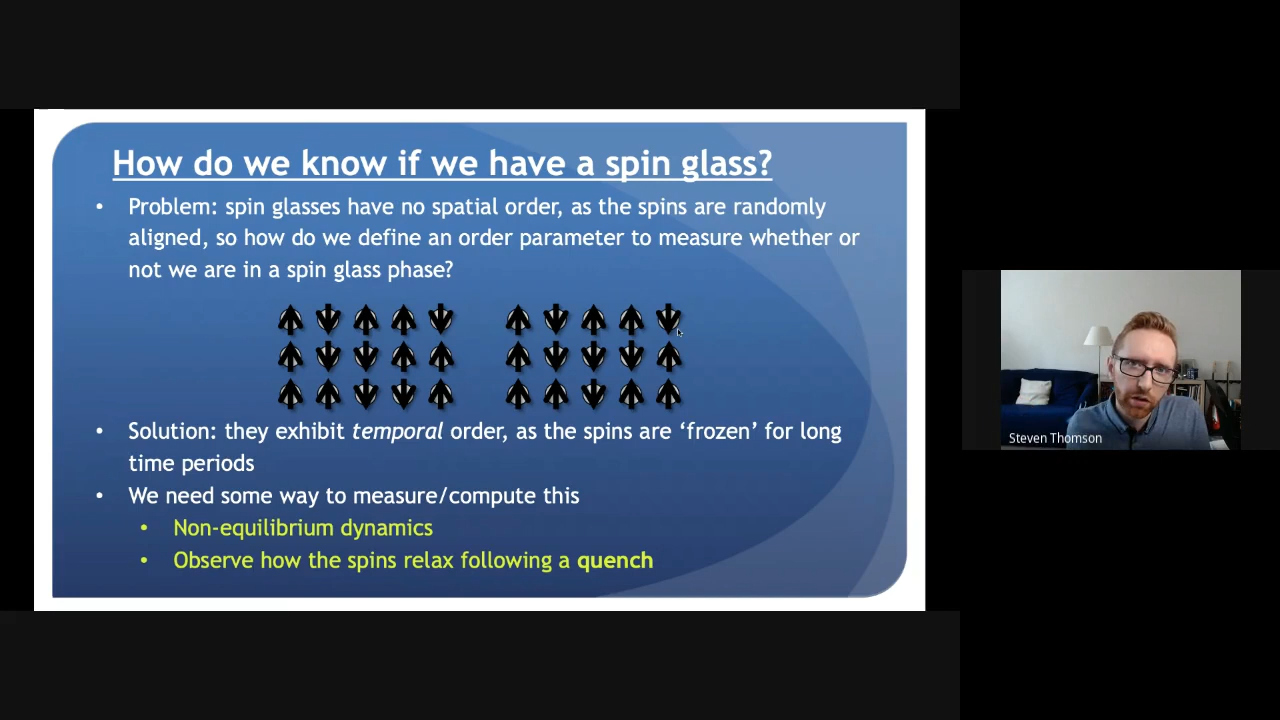 How do we know if we have a spin glass?
• Problem: spin glasses have no spatial order, as the spins are randomly
aligned, so how do we define an order parameter to measure whether or
not we are in a spin glass phase?
• Solution: they exhibit temporal order, as the spins are ‘frozen’ for long
time periods
• We need some way to measure/compute this
• Non-equilibrium dynamics
• Observe how the spins relax following a quench
Steven Thomson